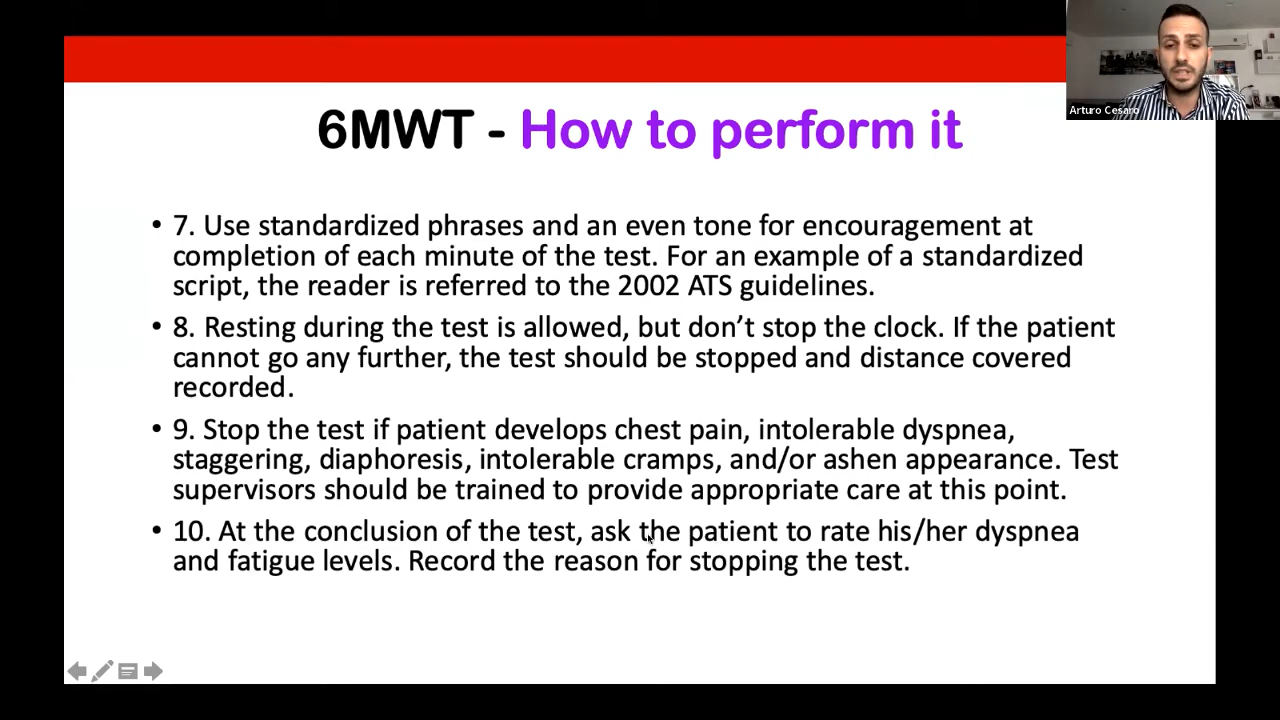 Arturo Cesaro
6MWT - How to perform it
• 7. Use standardized phrases and an even tone for encouragement at
completion of each minute of the test. For an example of a standardized
script, the reader is referred to the 2002 ATS guidelines.
• 8. Resting during the test is allowed, but don’t stop the clock. If the patient
cannot go any further, the test should be stopped and distance covered
recorded.
• 9. Stop the test if patient develops chest pain, intolerable dyspnea,
staggering, diaphoresis, intolerable cramps, and/or ashen appearance. Test
supervisors should be trained to provide appropriate care at this point.
• 10. At the conclusion of the test, ask the patient to rate his/her dyspnea
and fatigue levels. Record the reason for stopping the test.